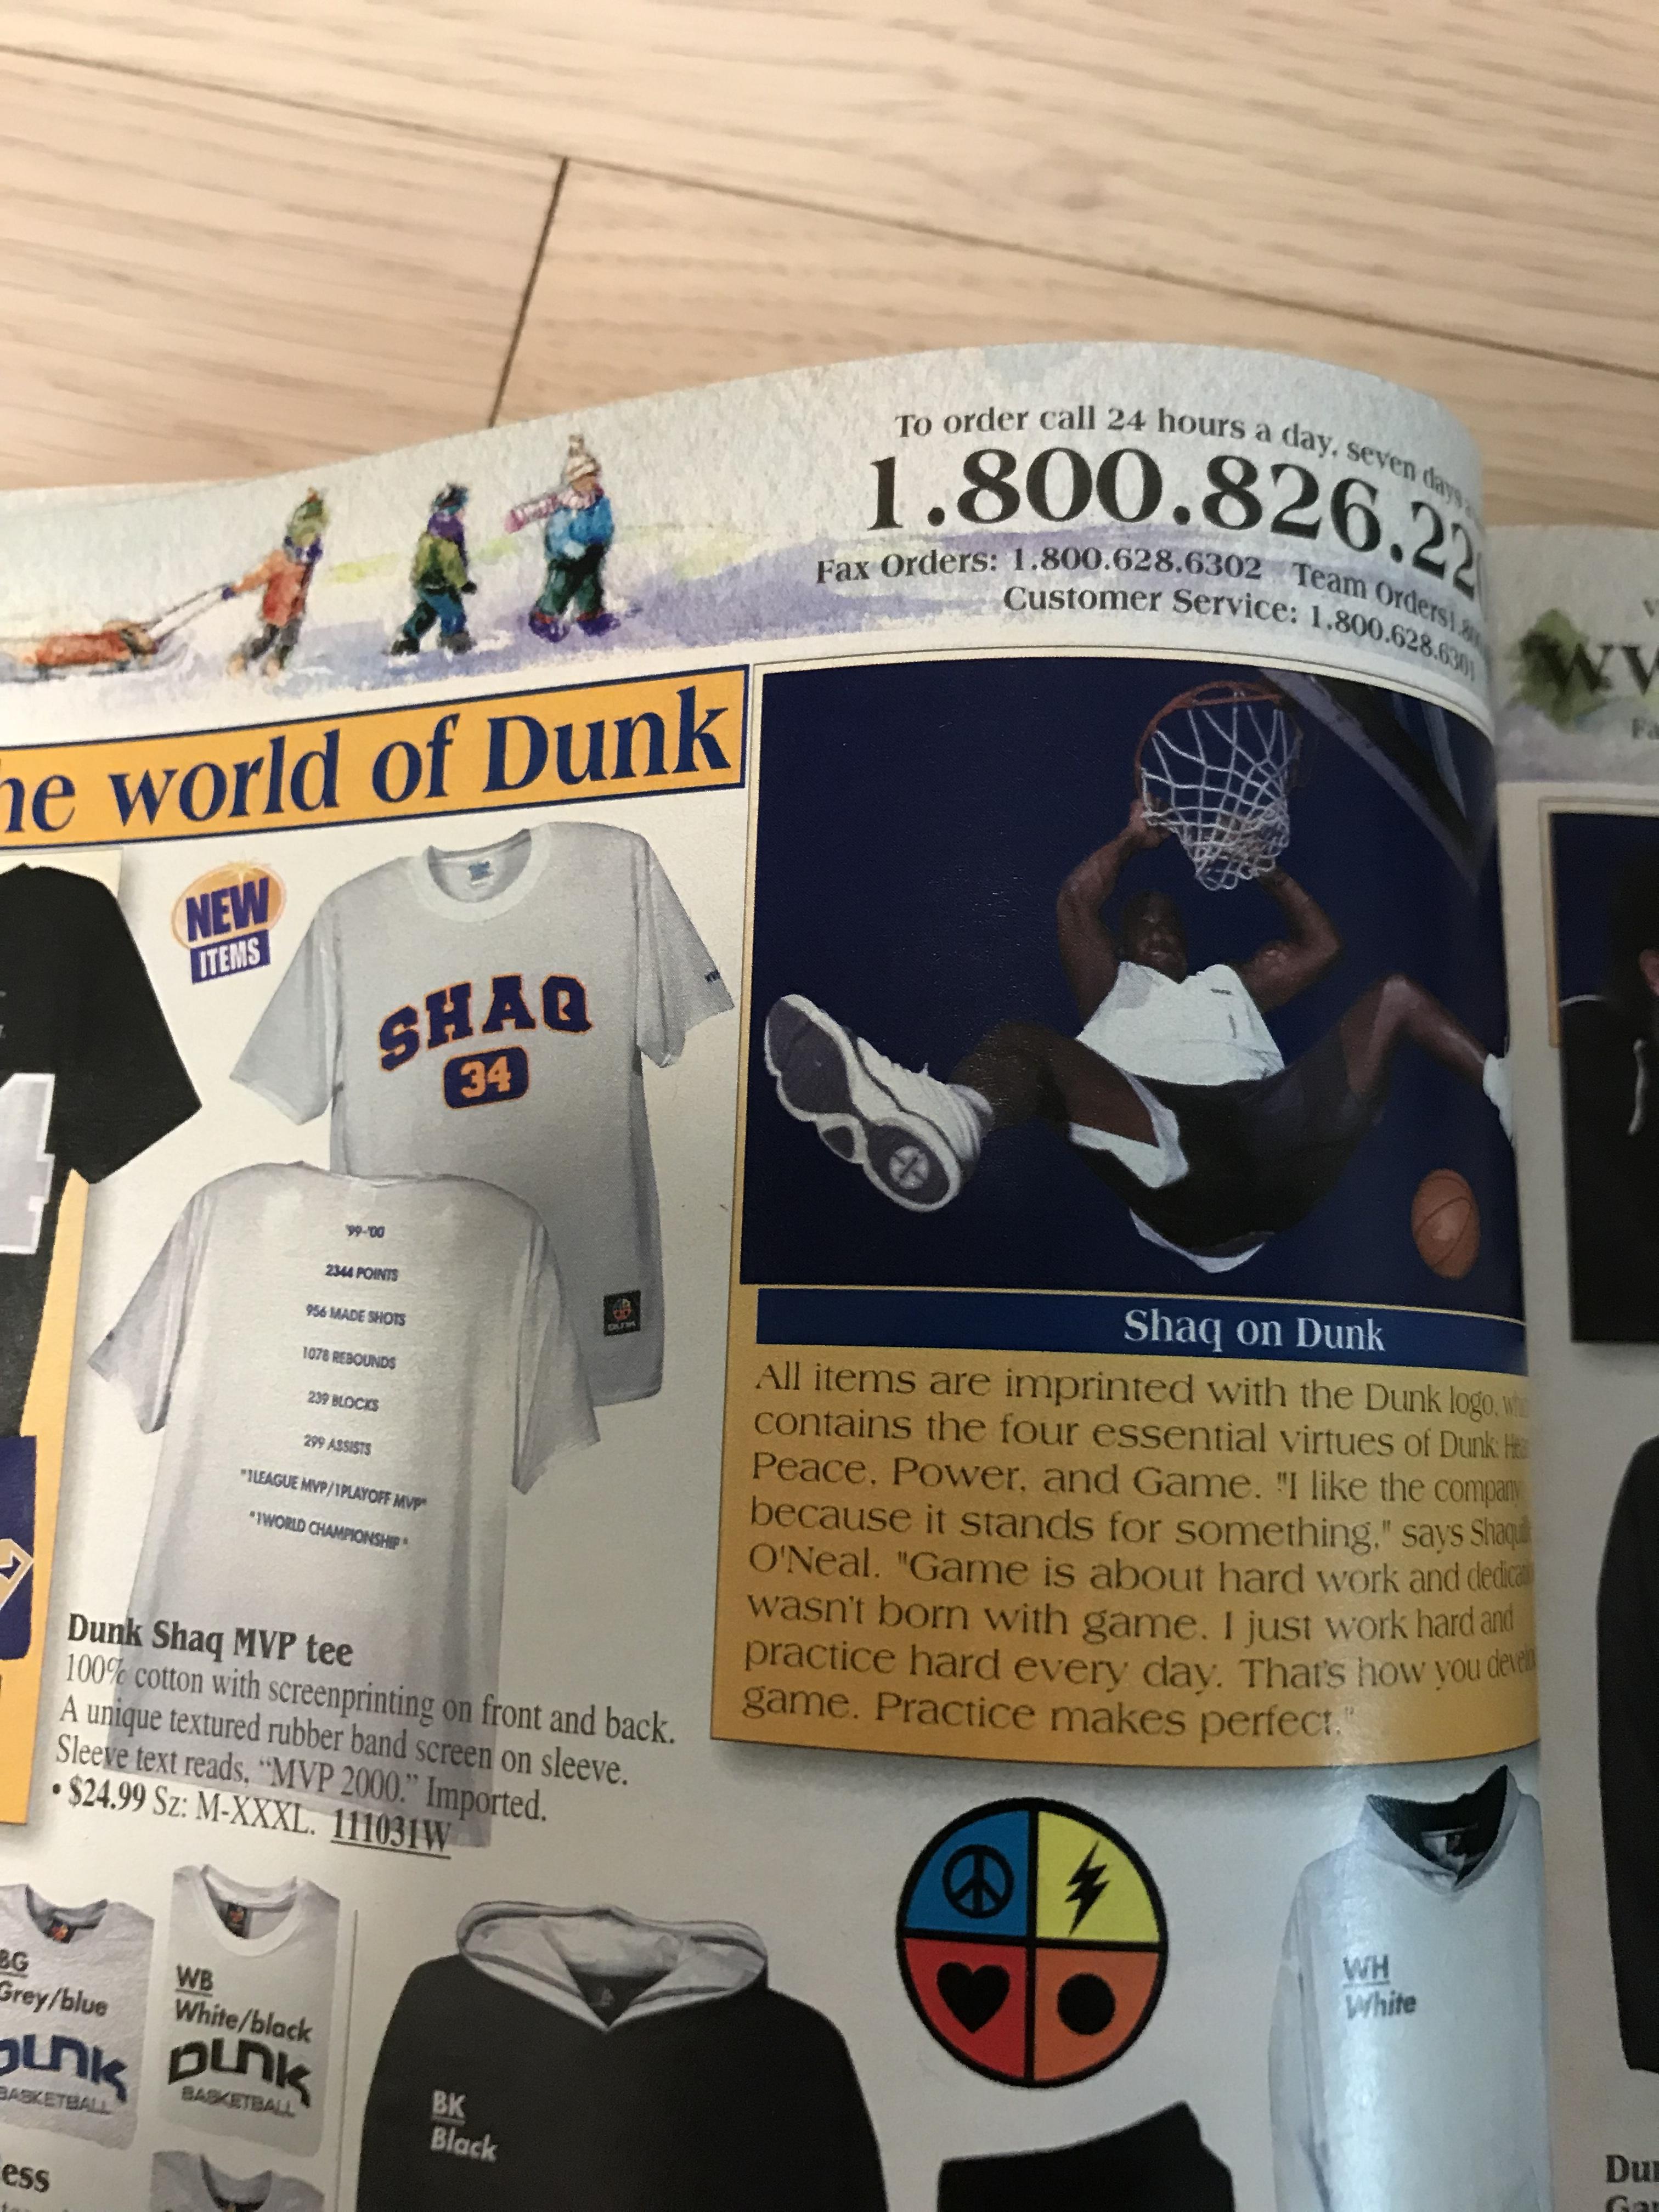 To order call 24 hours a day, seven days
1.800.826.22
Fax Orders: 1.800.628.6302 Team Orders
Customer Service: 1.800.628.6301
he world of Dunk
NEW
ITEMS
SHAQ
34
'99-'00
2344 POINTS
956 MADE SHOTS
1078 REBOUNDS
239 BLOCKS
299 ASSISTS
"1LEAGUE MVP/1PLAYOFF MVP"
"1WORLD CHAMPIONSHIP"
DUNK
Dunk Shaq MVP tee
100% cotton with screenprinting on front and back.
A unique textured rubber band screen on sleeve.
Sleeve text reads, “MVP 2000.” Imported.
• $24.99 Sz: M-XXXL. 111031W
Shaq on Dunk
All items are imprinted with the Dunk logo,
contains the four essential virtues of Dunk:
Peace, Power, and Game. "I like the company
because it stands for something," says
O'Neal. "Game is about hard work and
wasn't born with game. I just work hard and
practice hard every day. That's how you
game. Practice makes perfect."
BG
Grey/blue
DUNK
BASKETBALL
WB
White/black
DUNK
BASKETBALL
BK
Black
WH
White
ess